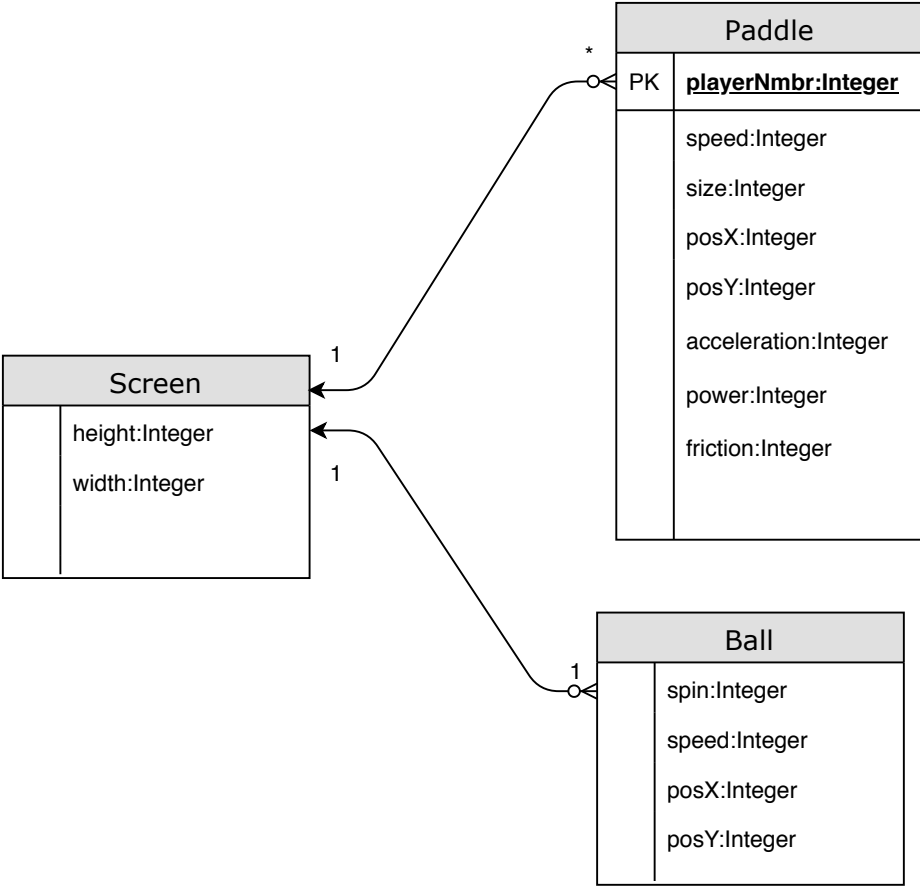 Paddle
*
PK playerNmbr:Integer
speed:Integer
size:Integer
posX:Integer
posY:Integer
acceleration:Integer
power:Integer
friction:Integer
1
Screen
height:Integer
width:Integer
1
1
Ball
spin:Integer
speed:Integer
posX:Integer
posY:Integer